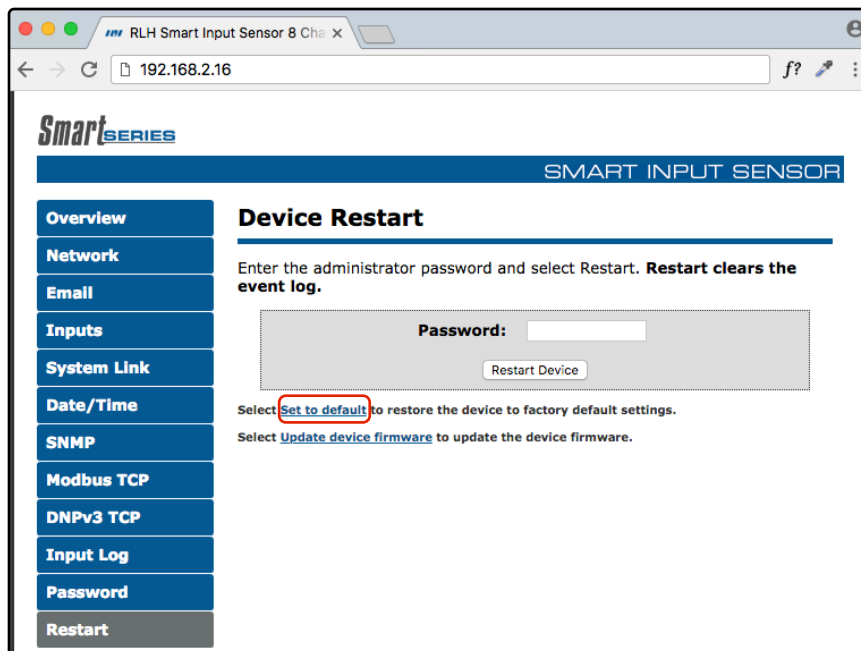 RLH Smart Input Sensor 8 Cha
192.168.2.16
f?
Smart SERIES
SMART INPUT SENSOR
Overview
Network
Email
Inputs
System Link
Date/Time
SNMP
Modbus TCP
DNPv3 TCP
Input Log
Password
Restart
Device Restart
Enter the administrator password and select Restart. Restart clears the
event log.
Password:
Restart Device
Select Set to default to restore the device to factory default settings.
Select Update device firmware to update the device firmware.